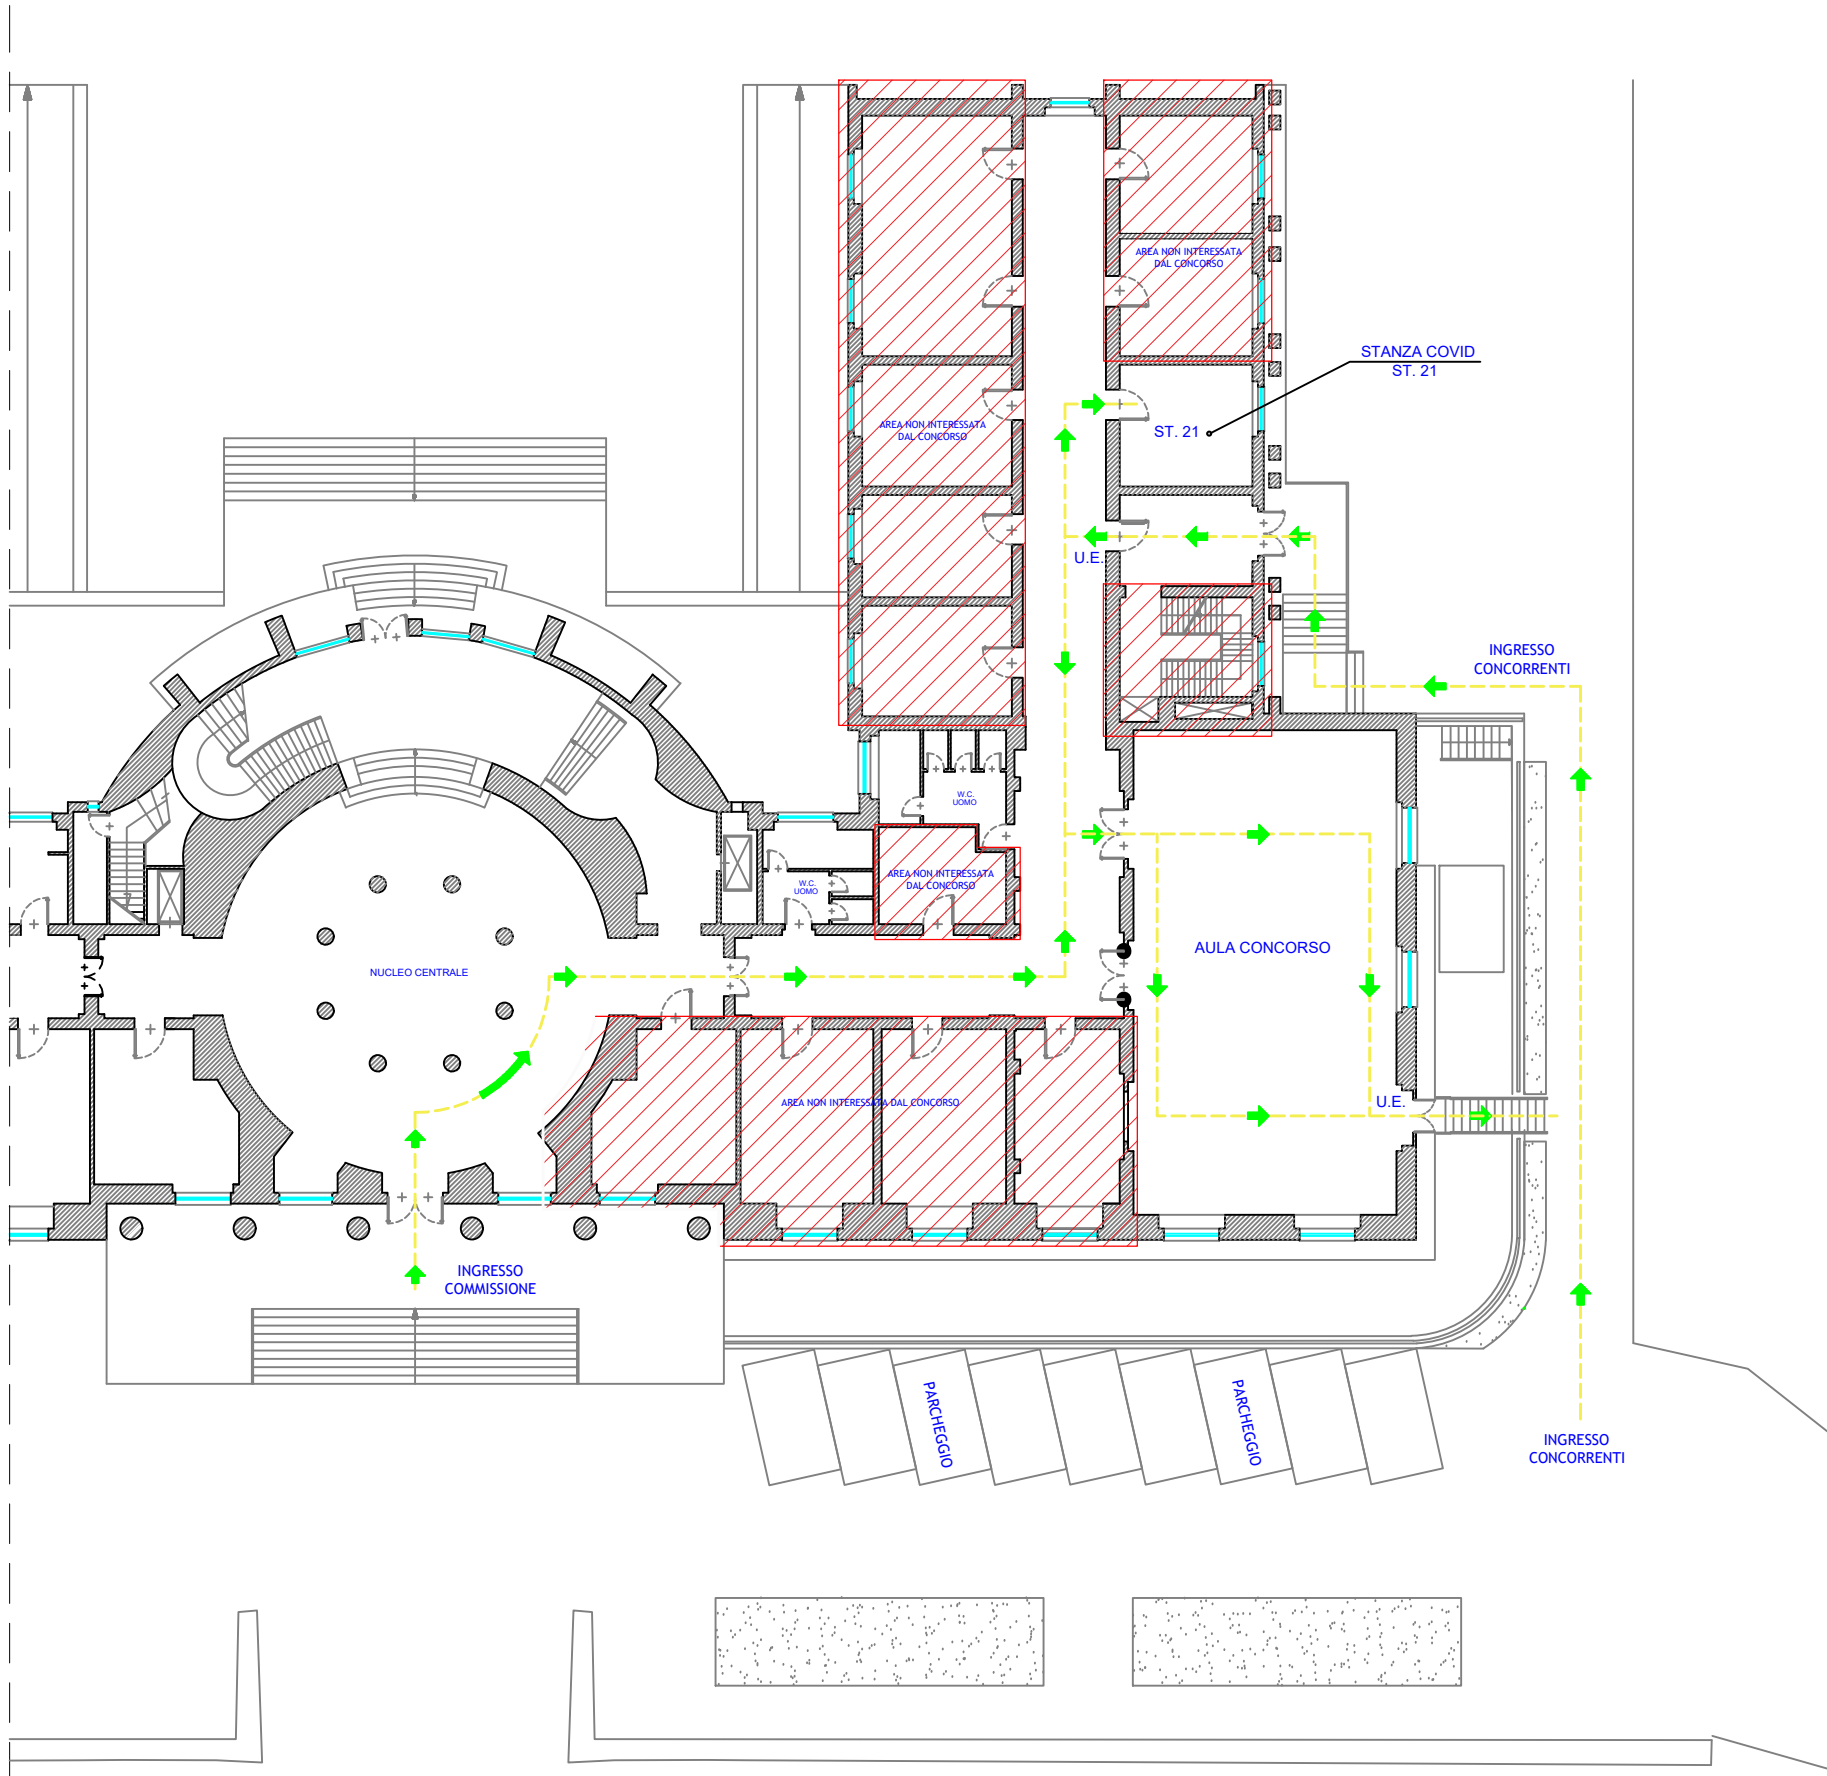 AREA NON INTERESSATA
DAL CONCORSO
STANZA COVID
ST. 21
AREA NON INTERESSATA
DAL CONCORSO
ST. 21
U.E.
INGRESSO
CONCORRENTI
W.C.
UOMO
AREA NON INTERESSATA
DAL CONCORSO
W.C.
UOMO
AULA CONCORSO
NUCLEO CENTRALE
AREA NON INTERESSATA DAL CONCORSO
U.E.
INGRESSO
COMMISSIONE
PARCHEGGIO
PARCHEGGIO
INGRESSO
CONCORRENTI